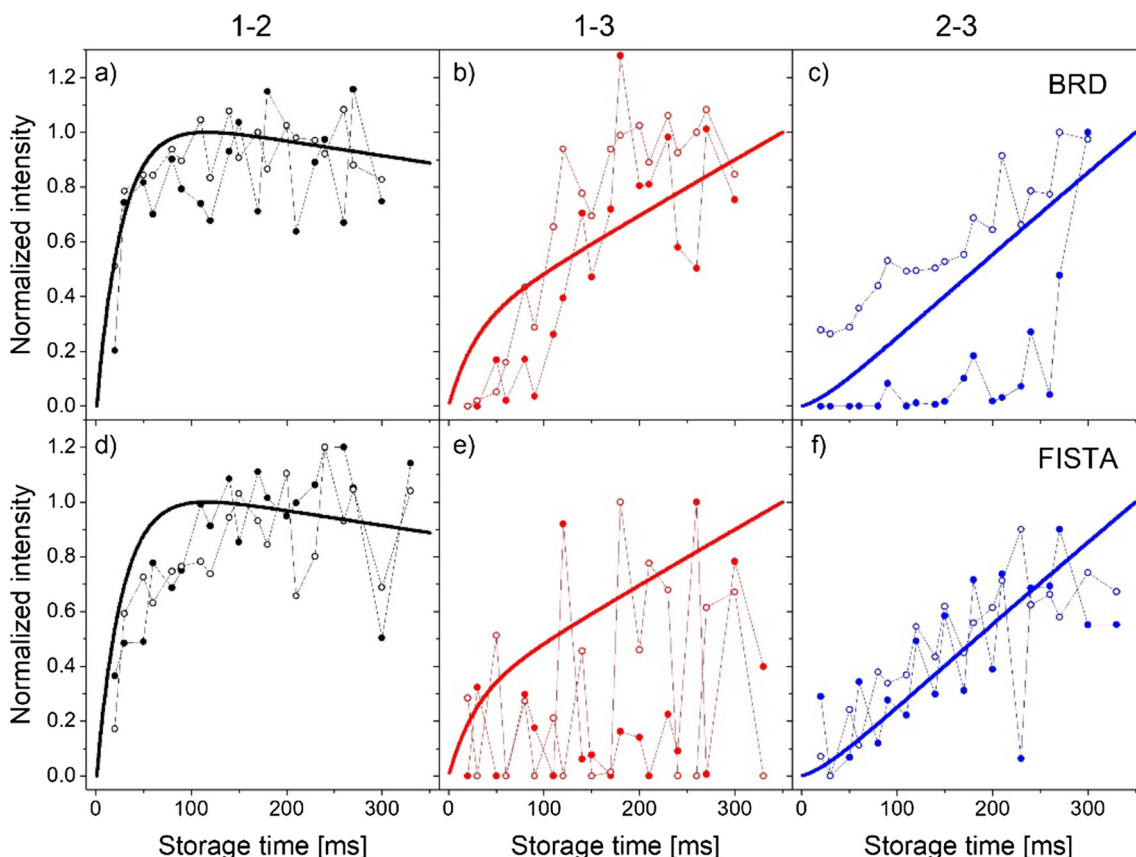 1-2 1-3 2-3
a) b) c) BRD
Normalized intensity
1.2
1.0
0.8
0.6
0.4
0.2
0.0
d) e) f) FISTA
Normalized intensity
1.2
1.0
0.8
0.6
0.4
0.2
0.0
0 100 200 300 0 100 200 300 0 100 200 300
Storage time [ms] Storage time [ms] Storage time [ms]